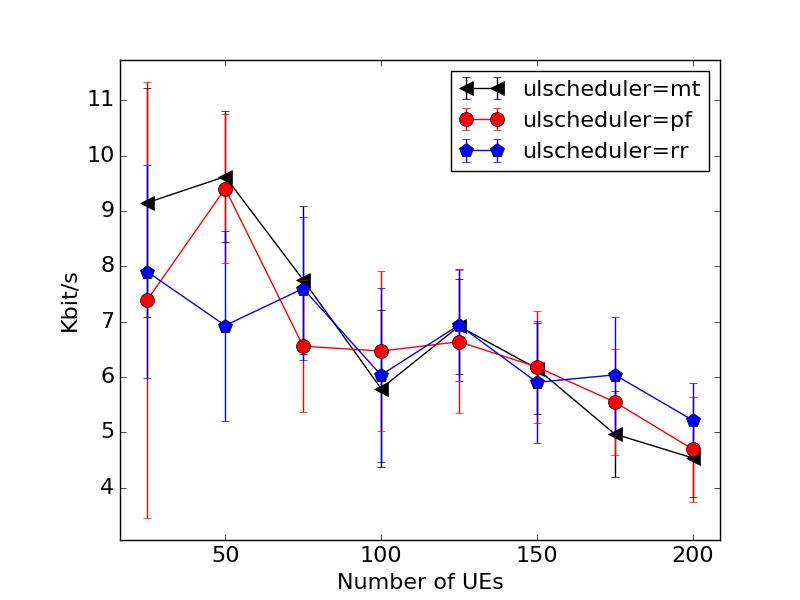 ulscheduler=mt
ulscheduler=pf
ulscheduler=rr
11
10
9
8
7
6
5
4
Kbit/s
50 100 150 200
Number of UEs